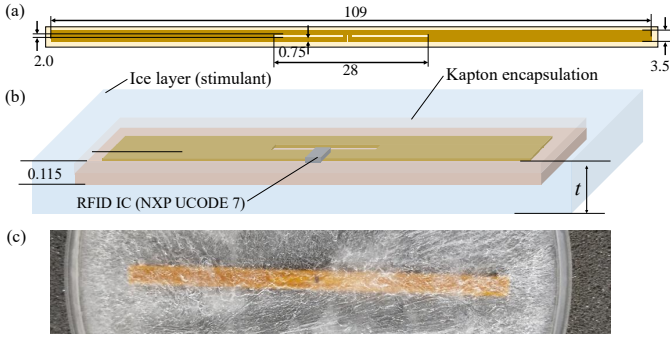 (a)
109
2.0
0.75
28
3.5
Ice layer (stimulant)
Kapton encapsulation
(b)
0.115
RFID IC (NXP UCODE 7)
t
(c)